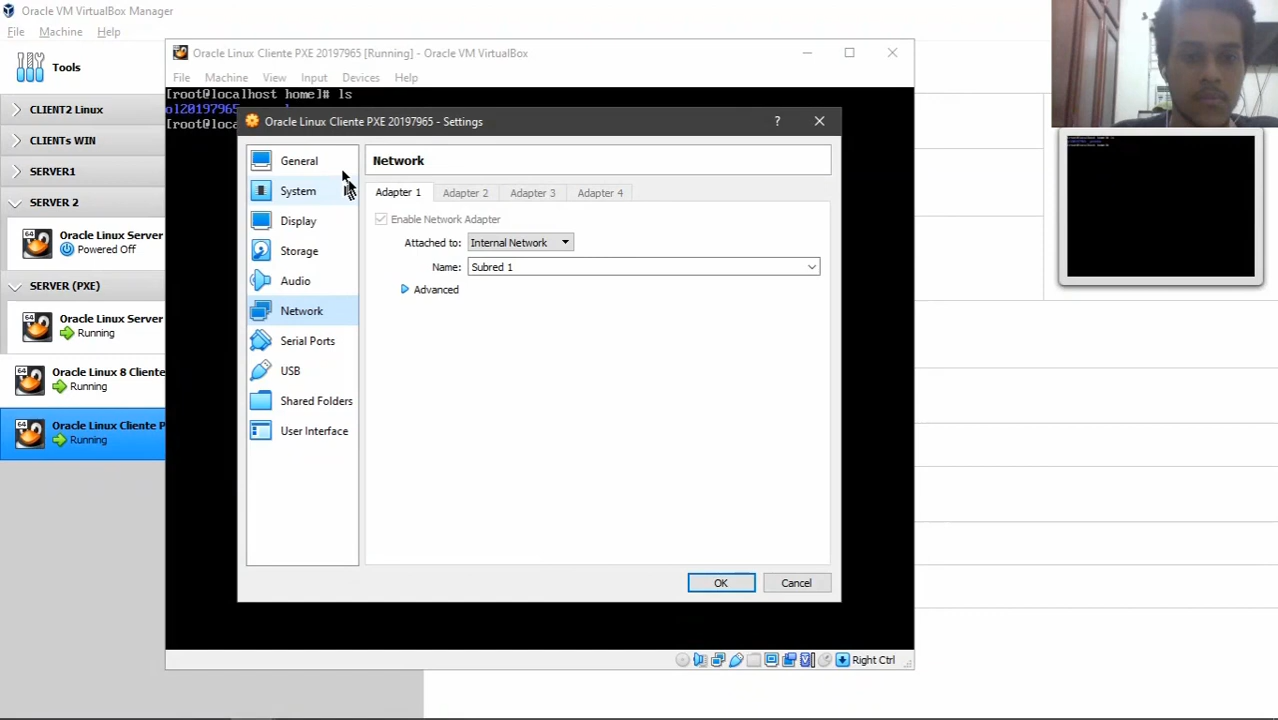 Oracle VM VirtualBox Manager
File Machine Help
Tools
CLIENT2 Linux
CLIENTs WIN
SERVER1
SERVER 2
Oracle Linux Server
Powered Off
SERVER (PXE)
Oracle Linux Server
Running
Oracle Linux 8 Cliente
Running
Oracle Linux Cliente P
Running
Oracle Linux Cliente PXE 20197965 [Running] - Oracle VM VirtualBox
File Machine View Input Devices Help
[root@localhost home]# ls
ol20197965
[root@loca
Oracle Linux Cliente PXE 20197965 - Settings
General
System
Display
Storage
Audio
Network
Serial Ports
USB
Shared Folders
User Interface
Network
Adapter 1 Adapter 2 Adapter 3 Adapter 4
Enable Network Adapter
Attached to: Internal Network
Name: Subred 1
Advanced
OK Cancel
Right Ctrl